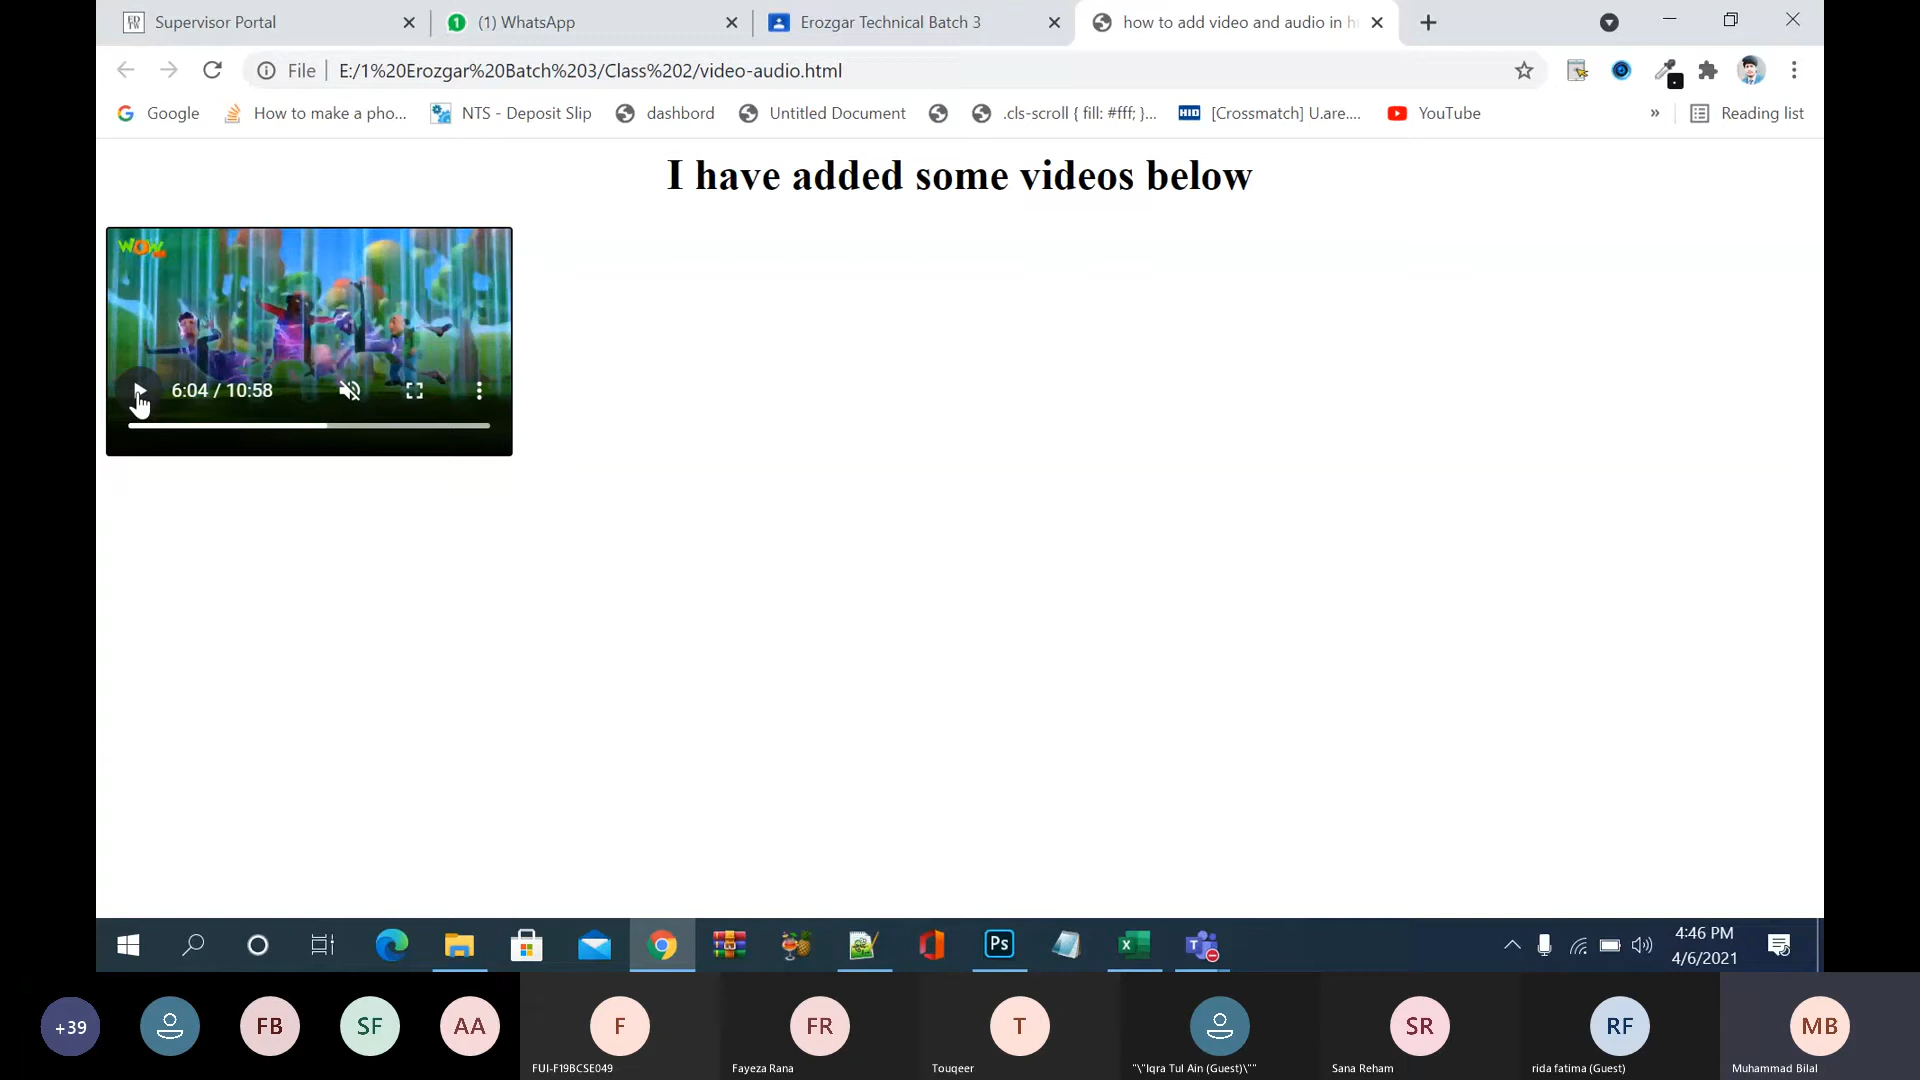 Supervisor Portal
(1) WhatsApp
Erozgar Technical Batch 3
how to add video and audio in h
File
E:/1%20Erozgar%20Batch%203/Class%202/video-audio.html
Google
How to make a pho...
NTS - Deposit Slip
dashbord
Untitled Document
.cls-scroll { fill: #fff; }...
HID
[Crossmatch] U.are....
YouTube
»
Reading list
I have added some videos below
WOW
6:04 / 10:58
Ps
4:46 PM
4/6/2021
+39
FB
SF
AA
F
FR
T
SR
RF
MB
FUI-F19BCSE049
Fayeza Rana
Touqeer
"\"Iqra Tul Ain (Guest)\""
Sana Reham
rida fatima (Guest)
Muhammad Bilal